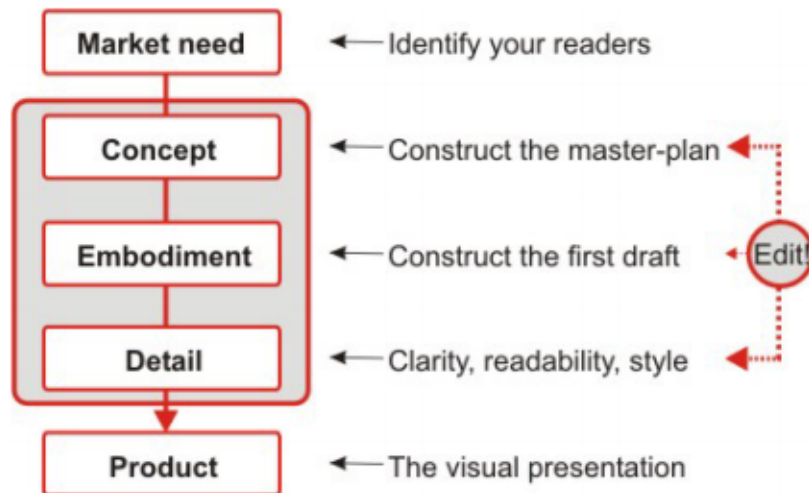 Market need
Identify your readers
Concept
Construct the master-plan
Embodiment
Construct the first draft
Edit!
Detail
Clarity, readability, style
Product
The visual presentation